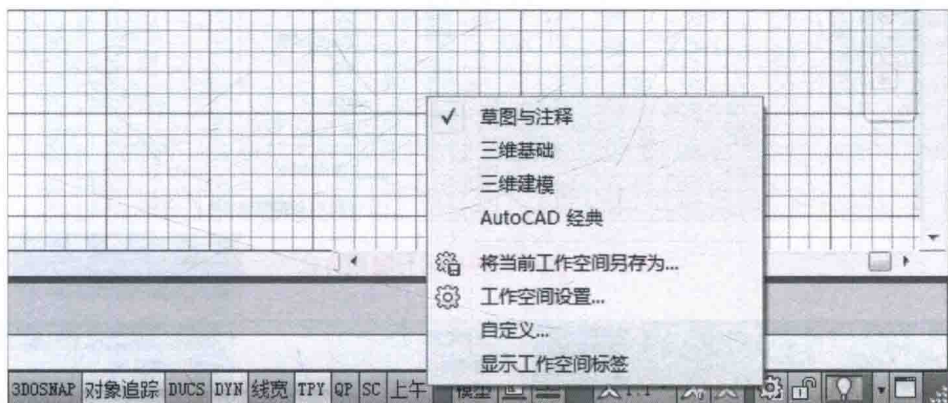 草图与注释
三维基础
三维建模
AutoCAD 经典
将当前工作空间另存为...
工作空间设置...
自定义...
显示工作空间标签
3DOSNAP 对象追踪 DUCS DYN 线宽 TPY QP SC 上午 模型